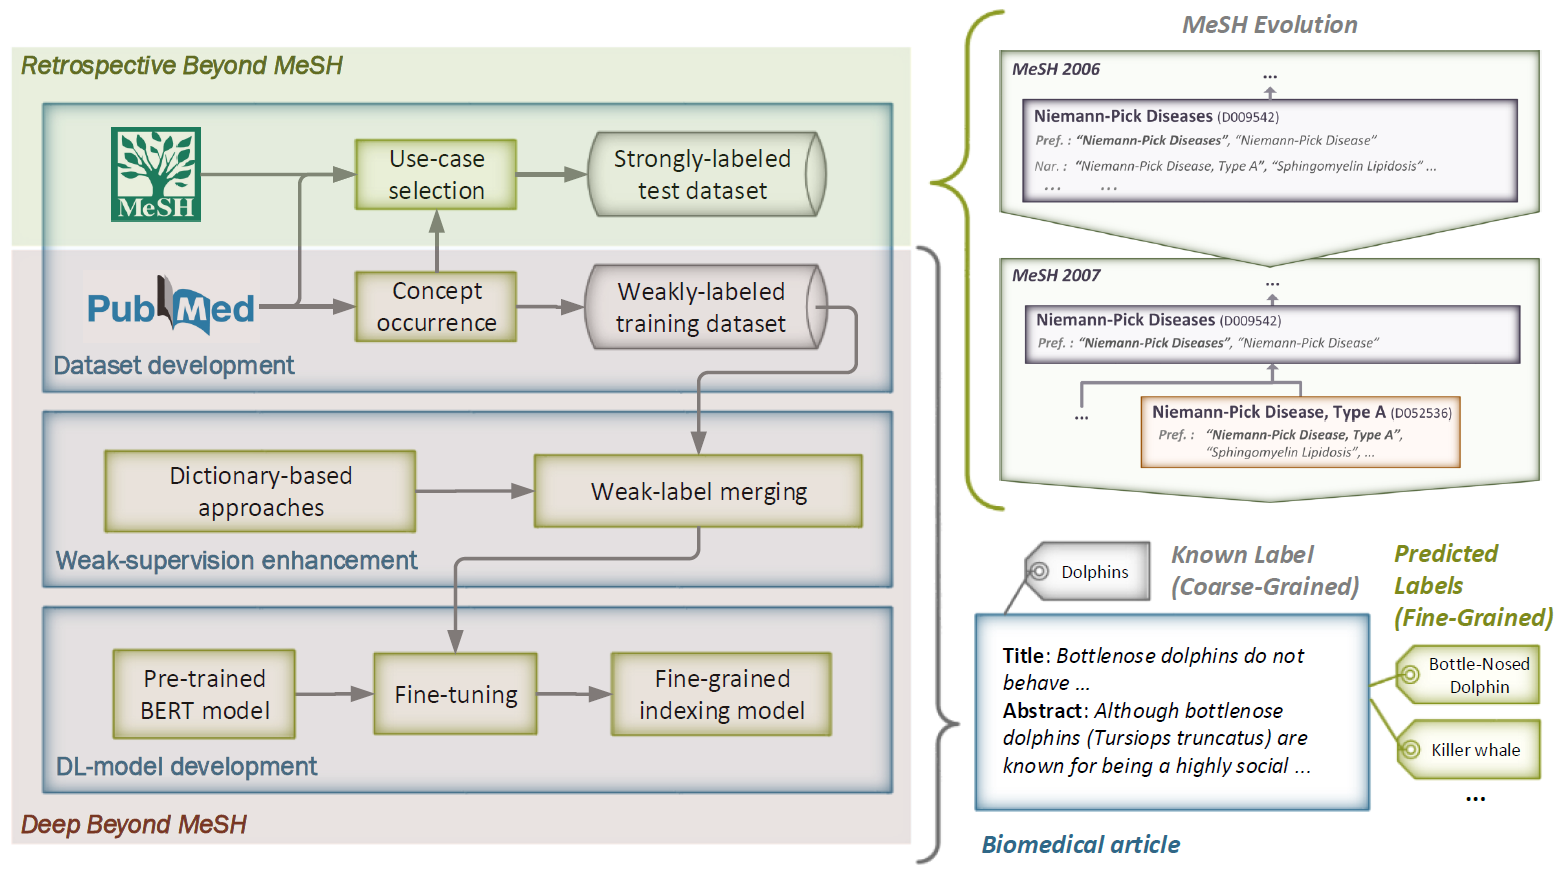 Retrospective Beyond MeSH
MeSH
Use-case
selection
Strongly-labeled
test dataset
PubMed
Concept
occurrence
Weakly-labeled
training dataset
Dataset development
Dictionary-based
approaches
Weak-label merging
Weak-supervision enhancement
Pre-trained
BERT model
Fine-tuning
Fine-grained
indexing model
DL-model development
Deep Beyond MeSH
MeSH Evolution
MeSH 2006
...
Niemann-Pick Diseases (D009542)
Pref. : “Niemann-Pick Diseases”, “Niemann-Pick Disease”
Nar. : “Niemann-Pick Disease, Type A”, “Sphingomyelin Lipidosis” ...
... ...
MeSH 2007
...
Niemann-Pick Diseases (D009542)
Pref. : “Niemann-Pick Diseases”, “Niemann-Pick Disease”
...
Niemann-Pick Disease, Type A (D052536)
Pref. : “Niemann-Pick Disease, Type A”,
“Sphingomyelin Lipidosis”, ...
Dolphins
Known Label
(Coarse-Grained)
Predicted
Labels
(Fine-Grained)
Title: Bottlenose dolphins do not
behave ...
Abstract: Although bottlenose
dolphins (Tursiops truncatus) are
known for being a highly social ...
Bottle-Nosed
Dolphin
Killer whale
...
Biomedical article